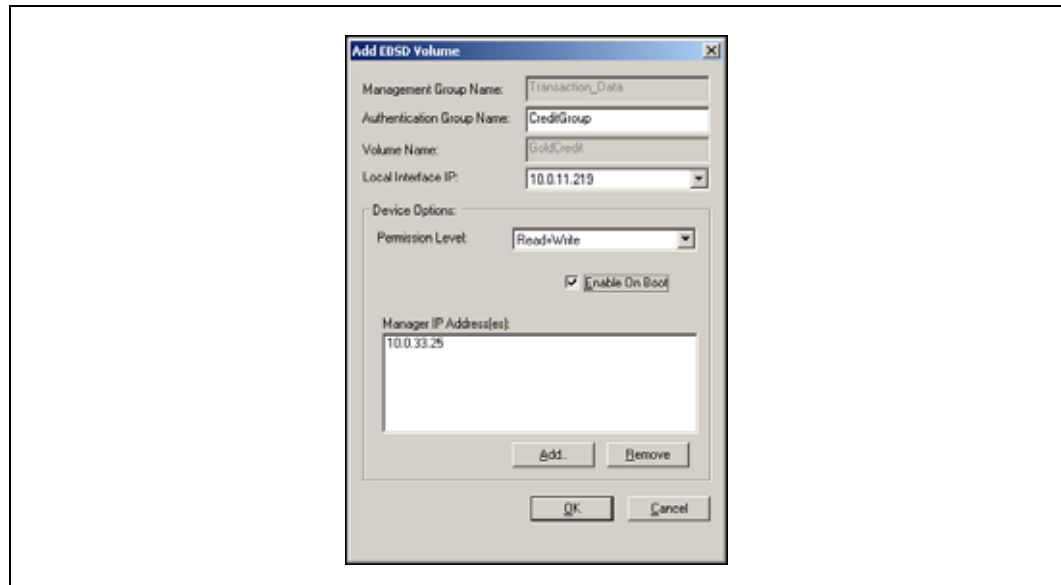 Add EBSD Volume
Management Group Name: Transaction_Data
Authentication Group Name: CreditGroup
Volume Name: GoldCredit
Local Interface IP: 10.0.11.219
Device Options:
Permission Level: Read+Write
Enable On Boot
Manager IP Address(es):
10.0.33.25
Add.. Remove
OK Cancel